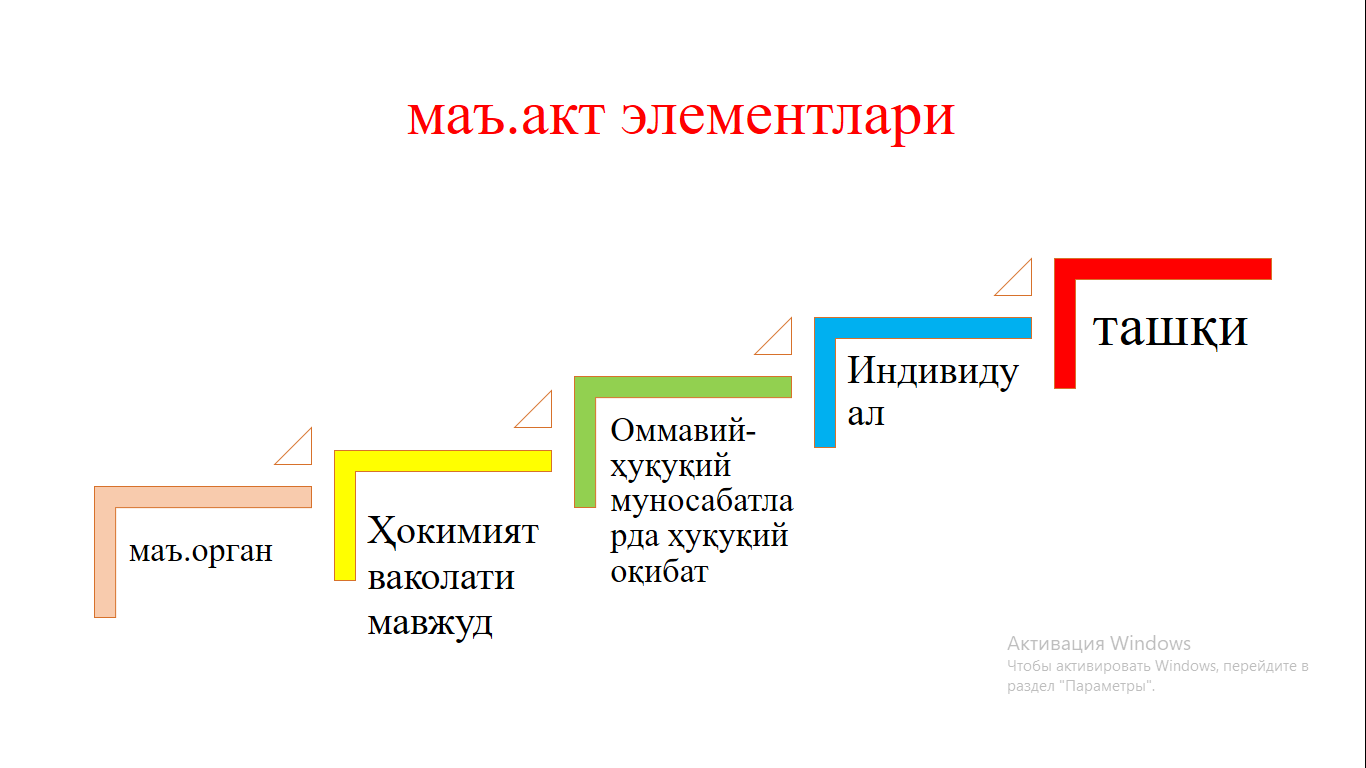 маъ.акт элементлари
маъ.орган
Ҳокимият
ваколати
мавжуд
Оммавий-
ҳуқуқий
муносабатла
рда ҳуқуқий
оқибат
Индивиду
ал
ташқи
Активация Windows
Чтобы активировать Windows, перейдите в
раздел "Параметры".